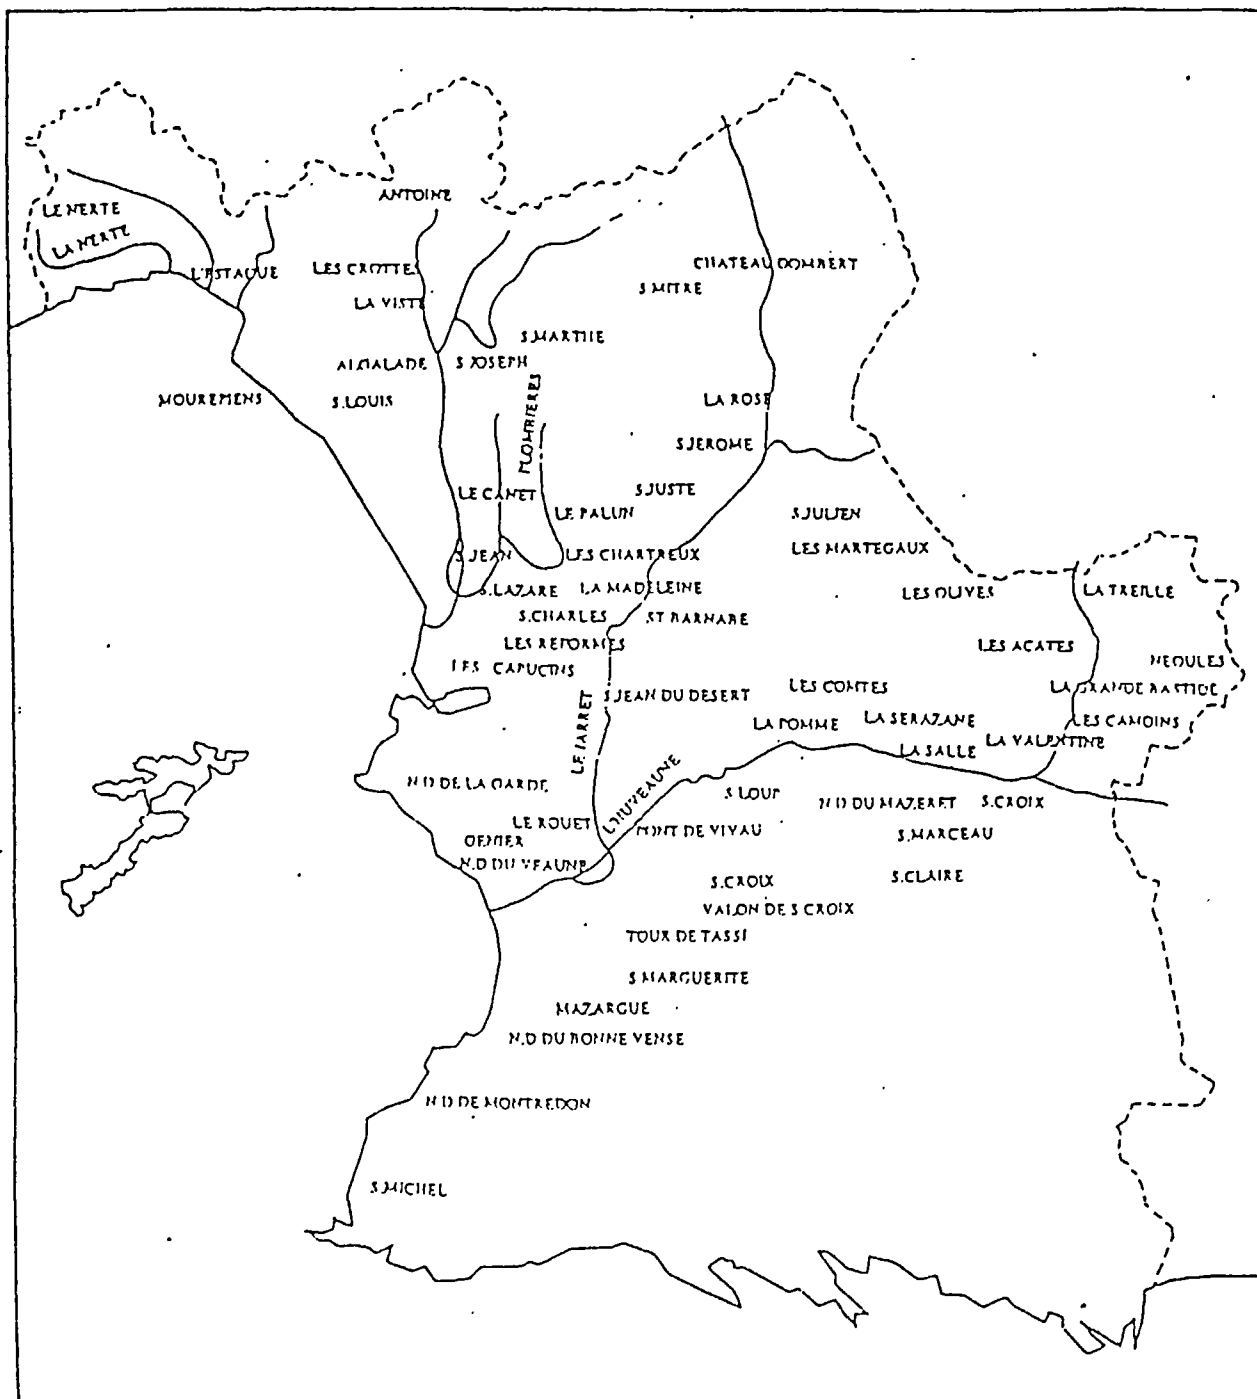 ANTOINE
LE NERTE
LA NERTE
L'ESTAQUE
LES CROTTES
CHATEAU DOMBERT
LA VISTE
S MITRE
S.MARTHE
S JOSEPH
MOUREMENS
S.LOUIS
PLOMBIERES
LA ROSE
S JEROME
LE CANET
S.JUSTE
LE PALUN
S.JULIEN
S JEAN
LES CHARTREUX
LES MARTEGAUX
S.LAZARE
LA MADELEINE
LES OLIVES
LA TREILLE
S.CHARLES
ST BARNABE
LES REFORMES
LES ACATES
LES CAPUCINS
NEOULES
S JEAN DU DESERT
LES COMTES
LA GRANDE BASTIDE
LE JARRET
LA POMME
LA SERAZANE
LES CAMOINS
LA SALLE
LA VALENTINE
N D DE LA GARDE
S LOUP
N D DU MAZERET
S.CROIX
LE ROUET
L'HUVEAUNE
PONT DE VIVAU
S.MARCEAU
N.D DU VEAUNE
S.CROIX
S.CLAIRE
VALON DE S CROIX
TOUR DE TASSI
S MARGUERITE
MAZARGUE
N.D DU BONNE VENSE
N D DE MONTREDON
S.MICHEL